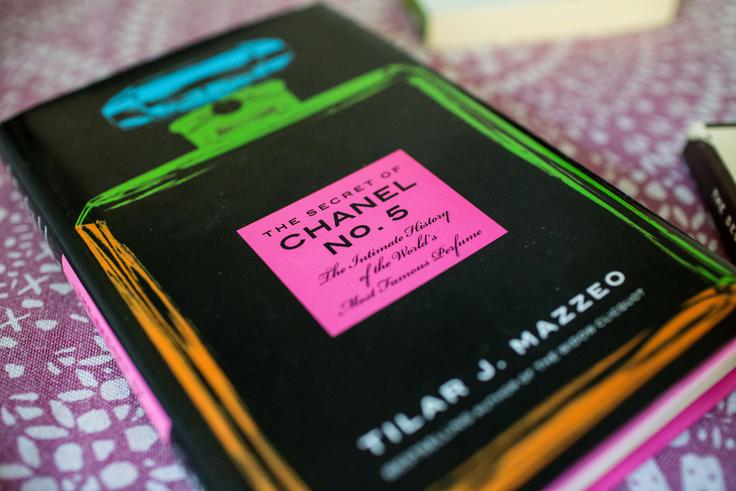 THE SECRET OF
CHANEL
NO. 5
The Intimate History
of the World's
Most Famous Perfume
TILAR J. MAZZEO
BESTSELLING AUTHOR OF THE WIDOW CLICQUOT
THE